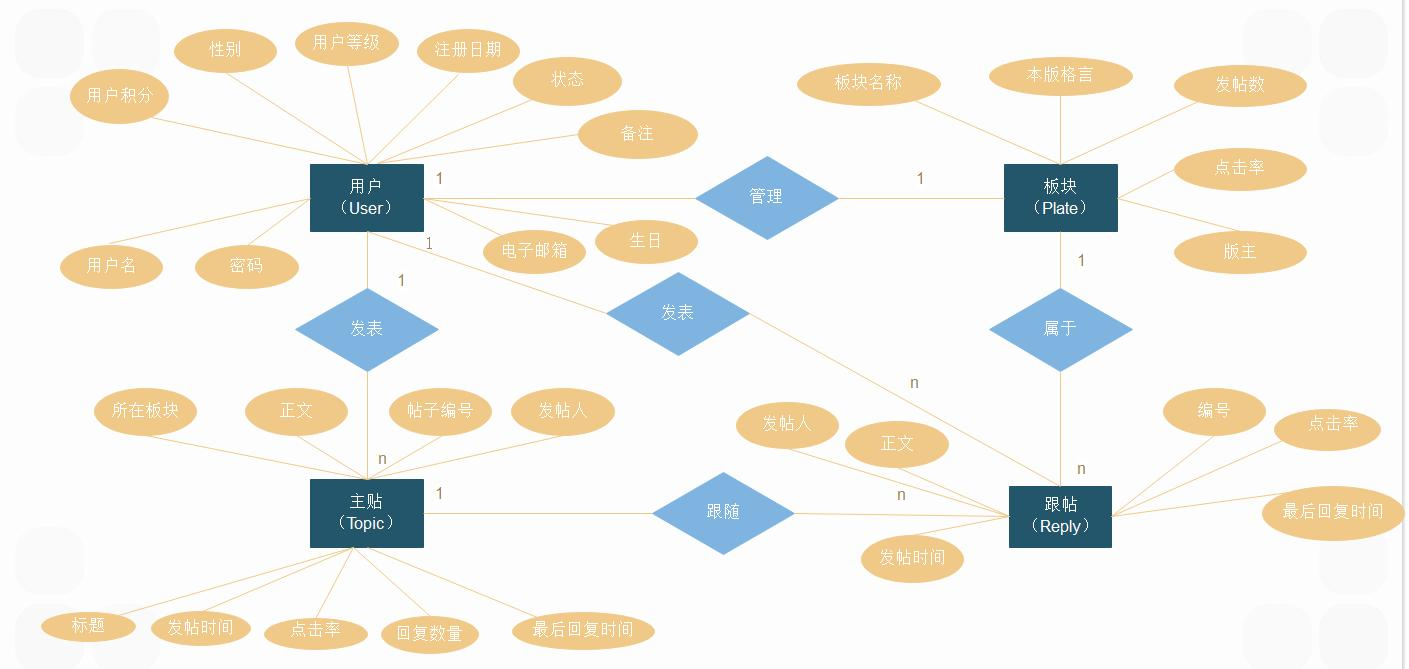 性别
用户等级
注册日期
用户积分
状态
备注
板块名称
本版格言
发帖数
点击率
版主
用户
（User）
1
管理
1
板块
（Plate）
用户名
密码
电子邮箱
生日
1
1
1
发表
发表
属于
n
所在板块
正文
帖子编号
发帖人
发帖人
正文
编号
点击率
n
n
主贴
（Topic）
1
跟随
n
跟帖
（Reply）
最后回复时间
发帖时间
标题
发帖时间
点击率
回复数量
最后回复时间